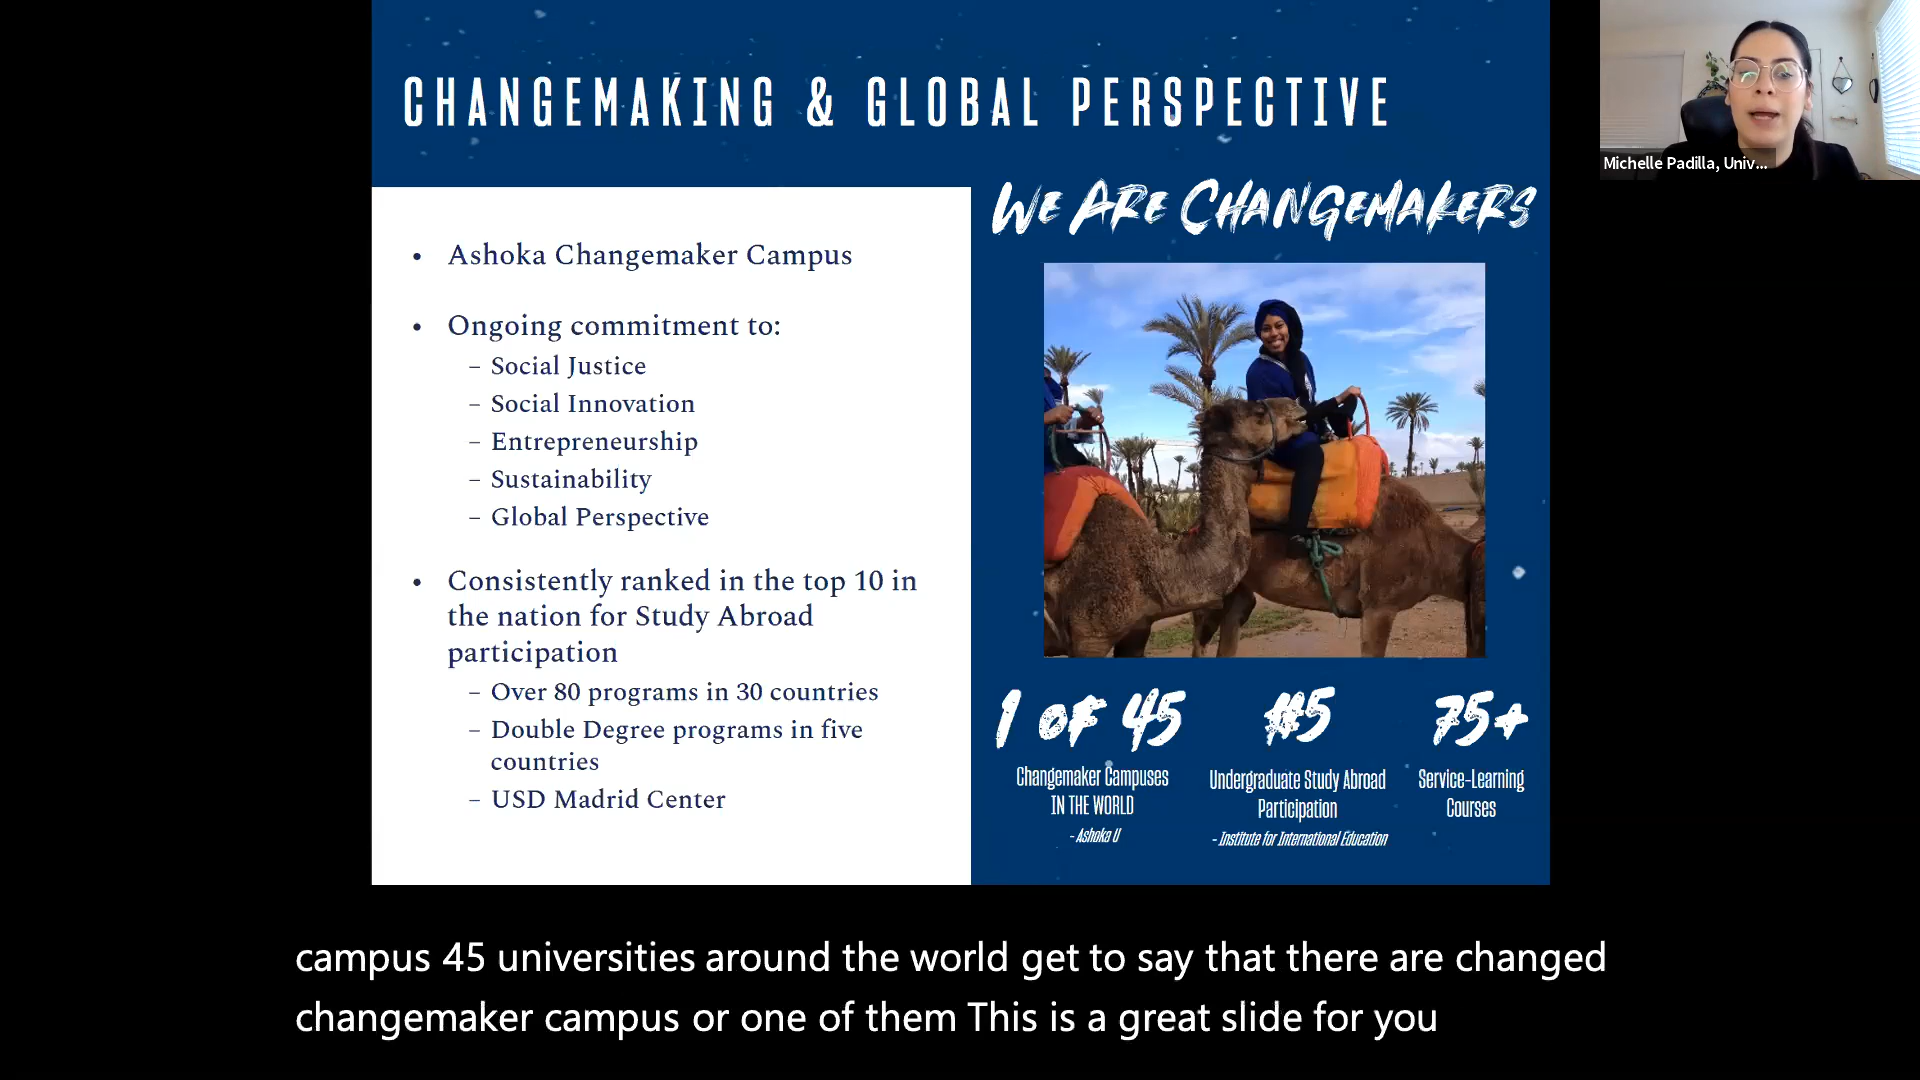 CHANGEMAKING & GLOBAL PERSPECTIVE
Michelle Padilla, Univ...
WE ARE CHANGEMAKERS
• Ashoka Changemaker Campus
• Ongoing commitment to:
– Social Justice
– Social Innovation
– Entrepreneurship
– Sustainability
– Global Perspective
• Consistently ranked in the top 10 in
the nation for Study Abroad
participation
– Over 80 programs in 30 countries
– Double Degree programs in five
countries
– USD Madrid Center
1 OF 45
Changemaker Campuses
IN THE WORLD
- Ashoka U
#5
Undergraduate Study Abroad
Participation
- Institute for International Education
75+
Service-Learning
Courses
campus 45 universities around the world get to say that there are changed
changemaker campus or one of them This is a great slide for you